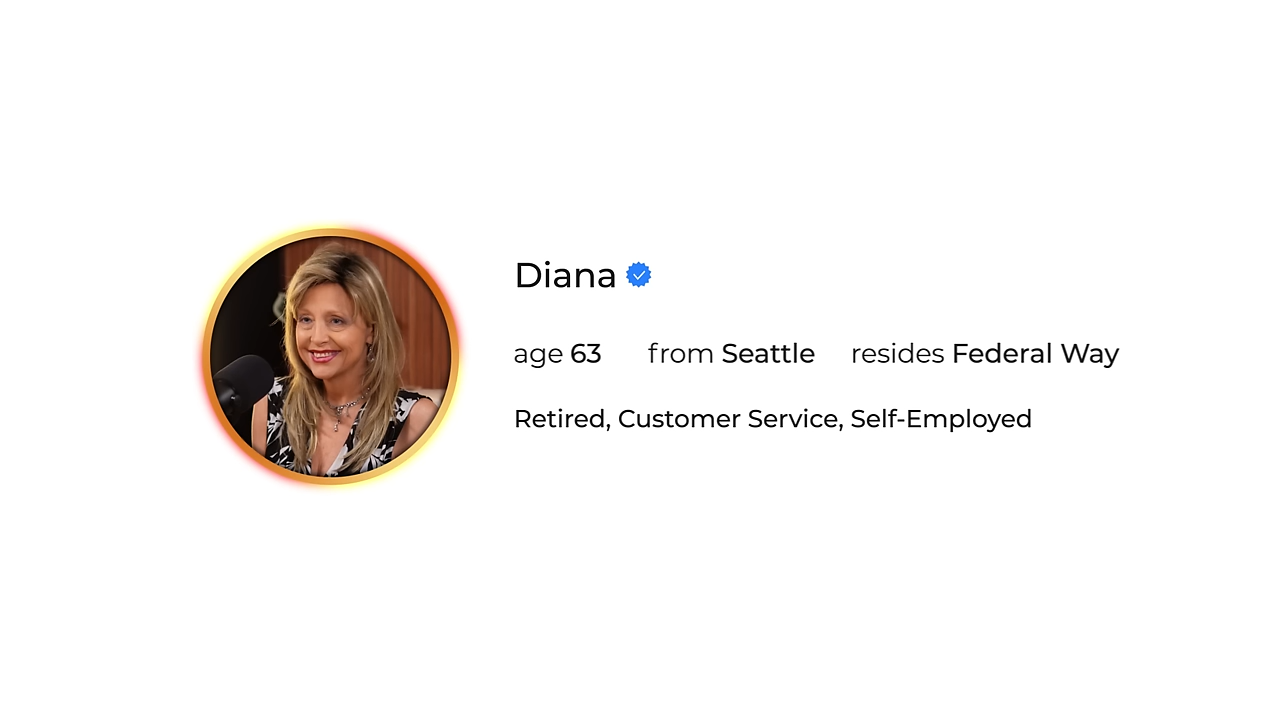 Diana
age 63 from Seattle resides Federal Way
Retired, Customer Service, Self-Employed